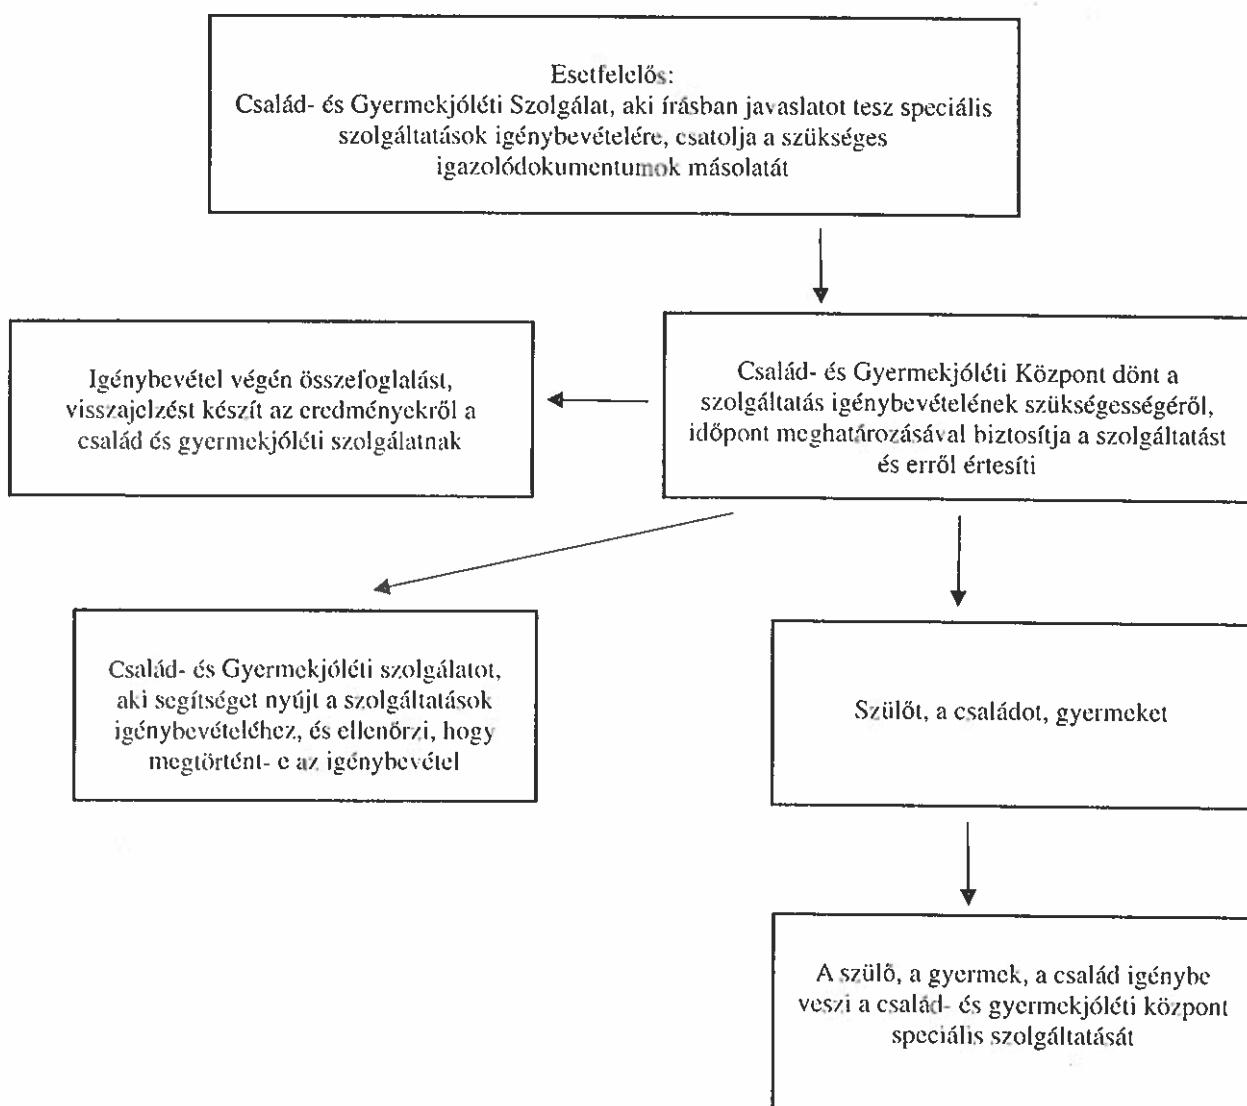 Esetfelelős:
Család- és Gyermekjóléti Szolgálat, aki írásban javaslatot tesz speciális
szolgáltatások igénybevételére, csatolja a szükséges
igazolódokumentumok másolatát
Igénybevétel végén összefoglalást,
visszajelzést készít az eredményekről a
család és gyermekjóléti szolgálatnak
Család- és Gyermekjóléti Központ dönt a
szolgáltatás igénybevételének szükségességéről,
időpont meghatározásával biztosítja a szolgáltatást
és erről értesíti
Család- és Gyermekjóléti szolgálatot,
aki segítséget nyújt a szolgáltatások
igénybevételéhez, és ellenőrzi, hogy
megtörtént- e az igénybevétel
Szülőt, a családot, gyermeket
A szülő, a gyermek, a család igénybe
veszi a család- és gyermekjóléti központ
speciális szolgáltatását